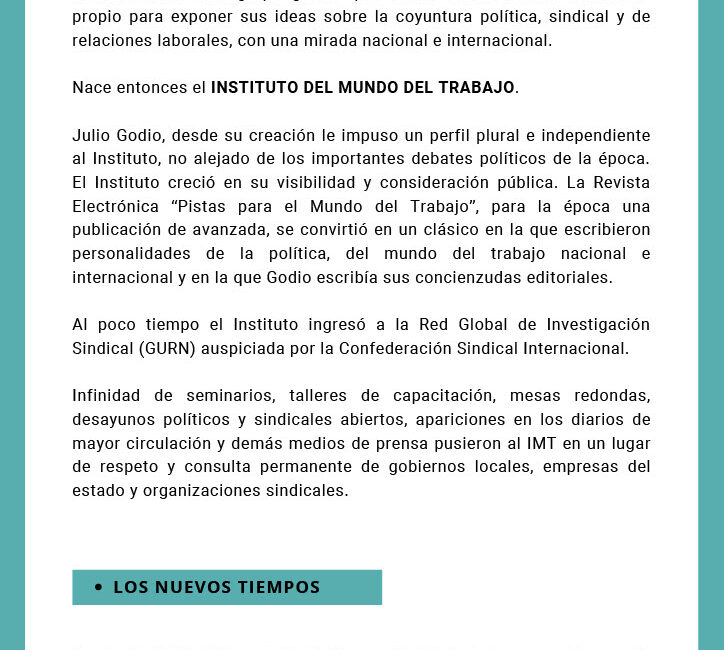 propio para exponer sus ideas sobre la coyuntura política, sindical y de
relaciones laborales, con una mirada nacional e internacional.
Nace entonces el INSTITUTO DEL MUNDO DEL TRABAJO.
Julio Godio, desde su creación le impuso un perfil plural e independiente
al Instituto, no alejado de los importantes debates políticos de la época.
El Instituto creció en su visibilidad y consideración pública. La Revista
Electrónica “Pistas para el Mundo del Trabajo”, para la época una
publicación de avanzada, se convirtió en un clásico en la que escribieron
personalidades de la política, del mundo del trabajo nacional e
internacional y en la que Godio escribía sus concienzudas editoriales.
Al poco tiempo el Instituto ingresó a la Red Global de Investigación
Sindical (GURN) auspiciada por la Confederación Sindical Internacional.
Infinidad de seminarios, talleres de capacitación, mesas redondas,
desayunos políticos y sindicales abiertos, apariciones en los diarios de
mayor circulación y demás medios de prensa pusieron al IMT en un lugar
de respeto y consulta permanente de gobiernos locales, empresas del
estado y organizaciones sindicales.
• LOS NUEVOS TIEMPOS